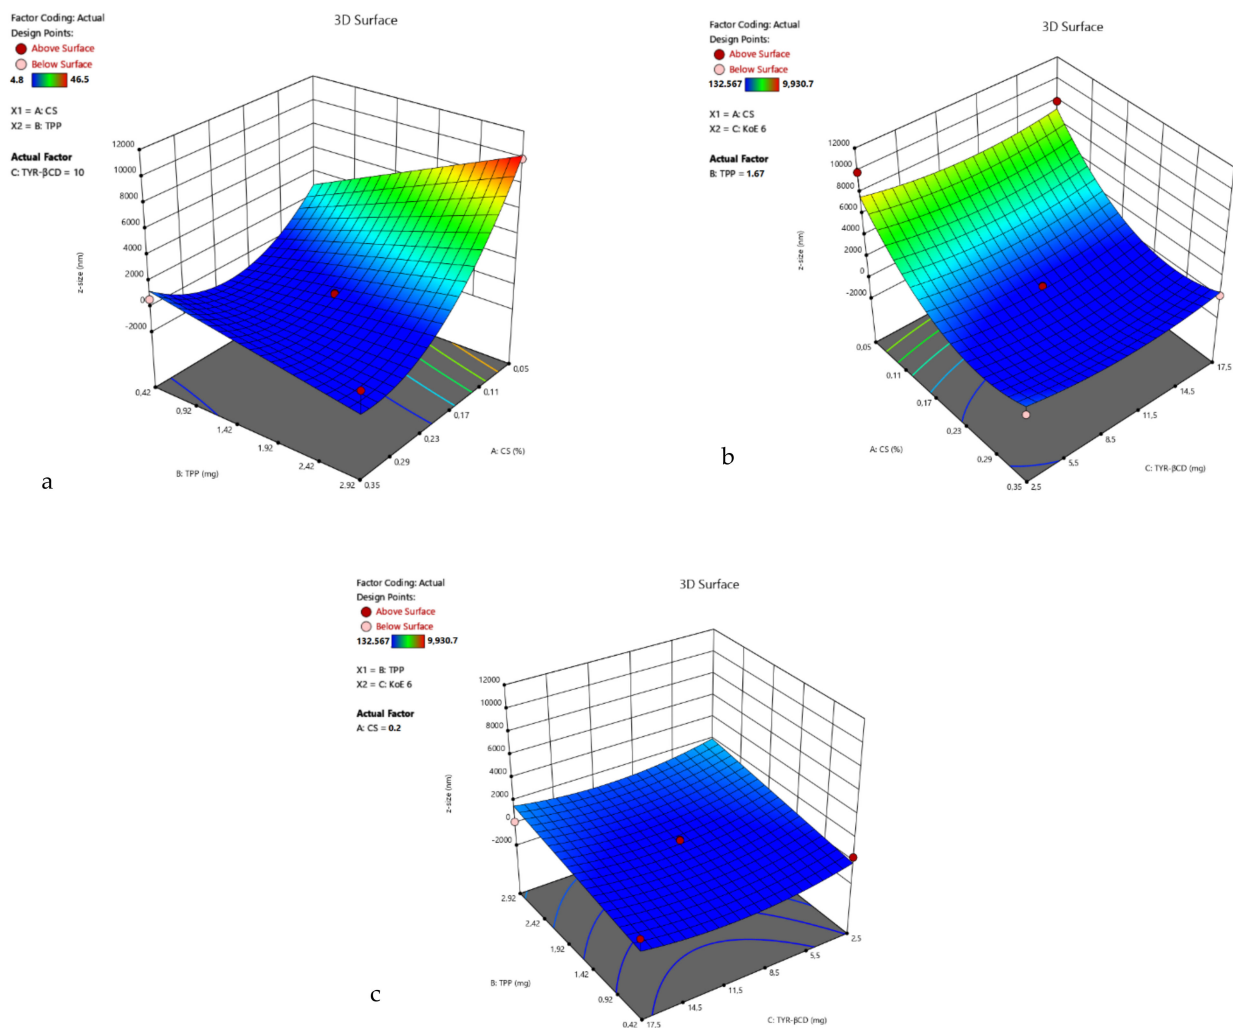 Factor Coding: Actual
3D Surface
Design Points:
Above Surface
Below Surface
4.8 46.5
X1 = A: CS
X2 = B: TPP
Actual Factor
C: TYR-βCD = 10
12000
10000
8000
6000
4000
2000
0
-2000
z-size (nm)
0.42
0.92
1.42
1.92
2.42
2.92
B: TPP (mg)
0.35
0.29
0.23
0.17
0.11
0.05
A: CS (%)
a
Factor Coding: Actual
3D Surface
Design Points:
Above Surface
Below Surface
132.567 9,930.7
X1 = A: CS
X2 = C: KoE 6
Actual Factor
B: TPP = 1.67
12000
10000
8000
6000
4000
2000
0
-2000
z-size (nm)
0.05
0.11
0.17
0,23
0.29
0.35
A: CS (%)
2.5
5.5
8.5
11,5
14.5
17.5
C: TYR-βCD (mg)
b
Factor Coding: Actual
3D Surface
Design Points:
Above Surface
Below Surface
132.567 9,930.7
X1 = B: TPP
X2 = C: KoE 6
Actual Factor
A: CS = 0.2
12000
10000
8000
6000
4000
2000
0
-2000
z-size (nm)
2.92
2.42
1.92
1.42
0.92
0.42
B: TPP (mg)
17.5
14.5
11.5
8.5
5,5
2.5
C: TYR-βCD (mg)
c